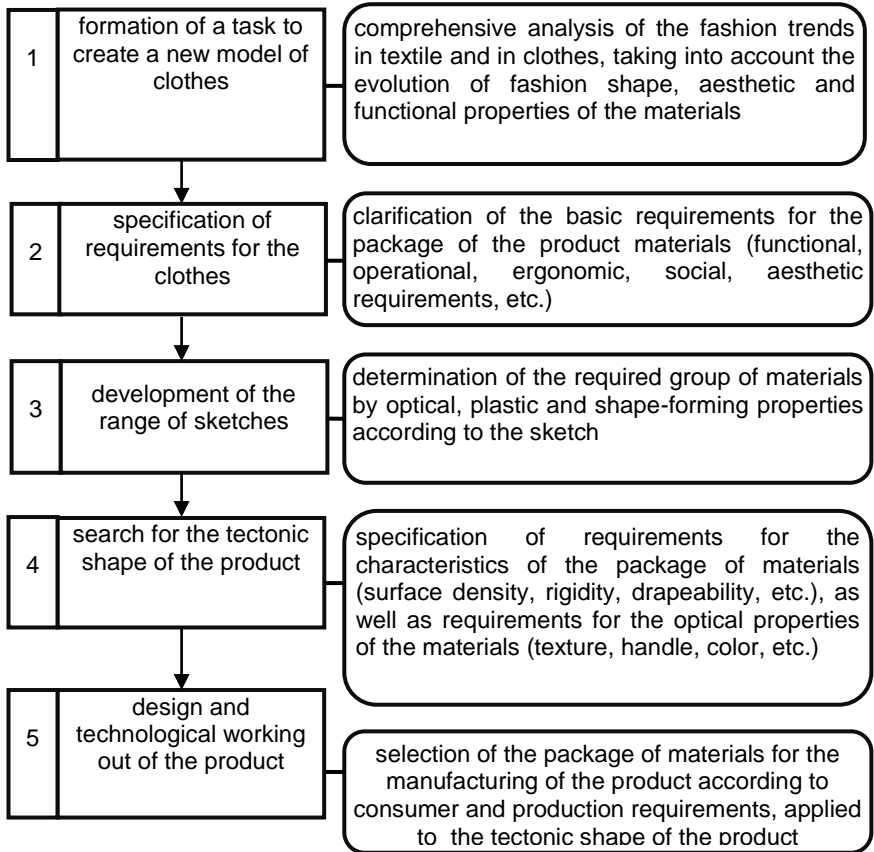 1
formation of a task to
create a new model of
clothes
comprehensive analysis of the fashion trends
in textile and in clothes, taking into account the
evolution of fashion shape, aesthetic and
functional properties of the materials
2
specification of
requirements for the
clothes
clarification of the basic requirements for the
package of the product materials (functional,
operational, ergonomic, social, aesthetic
requirements, etc.)
3
development of the
range of sketches
determination of the required group of materials
by optical, plastic and shape-forming properties
according to the sketch
4
search for the tectonic
shape of the product
specification of requirements for the
characteristics of the package of materials
(surface density, rigidity, drapeability, etc.), as
well as requirements for the optical properties
of the materials (texture, handle, color, etc.)
5
design and
technological working
out of the product
selection of the package of materials for the
manufacturing of the product according to
consumer and production requirements, applied
to the tectonic shape of the product